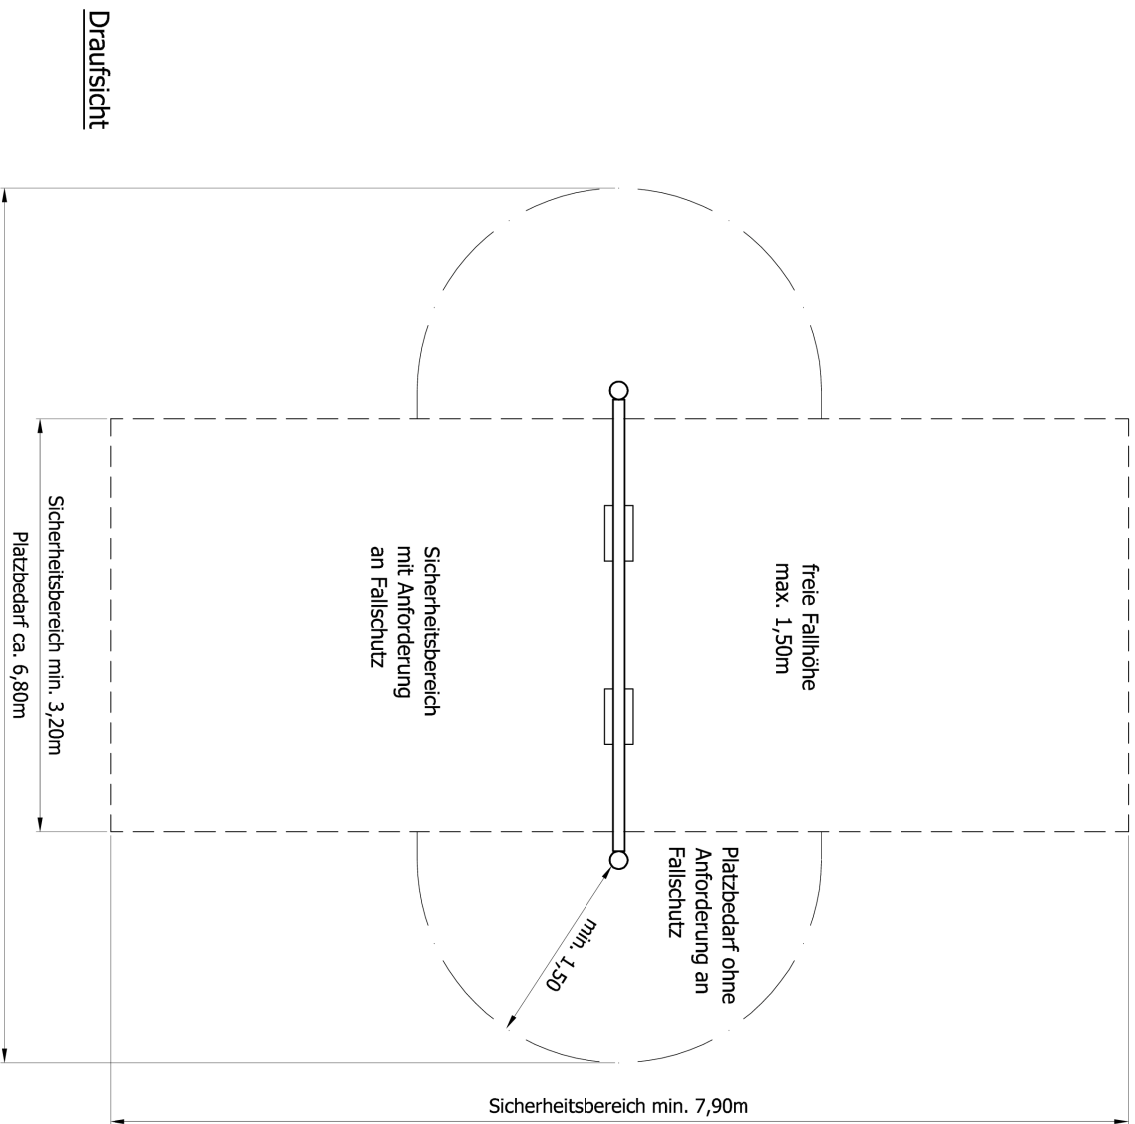 Draufsicht
freie Fallhöhe
max. 1,50m
Sicherheitsbereich
mit Anforderung
an Fallschutz
Platzbedarf ohne
Anforderung an
Fallschutz
min. 1,50
Sicherheitsbereich min. 3,20m
Platzbedarf ca. 6,80m
Sicherheitsbereich min. 7,90m